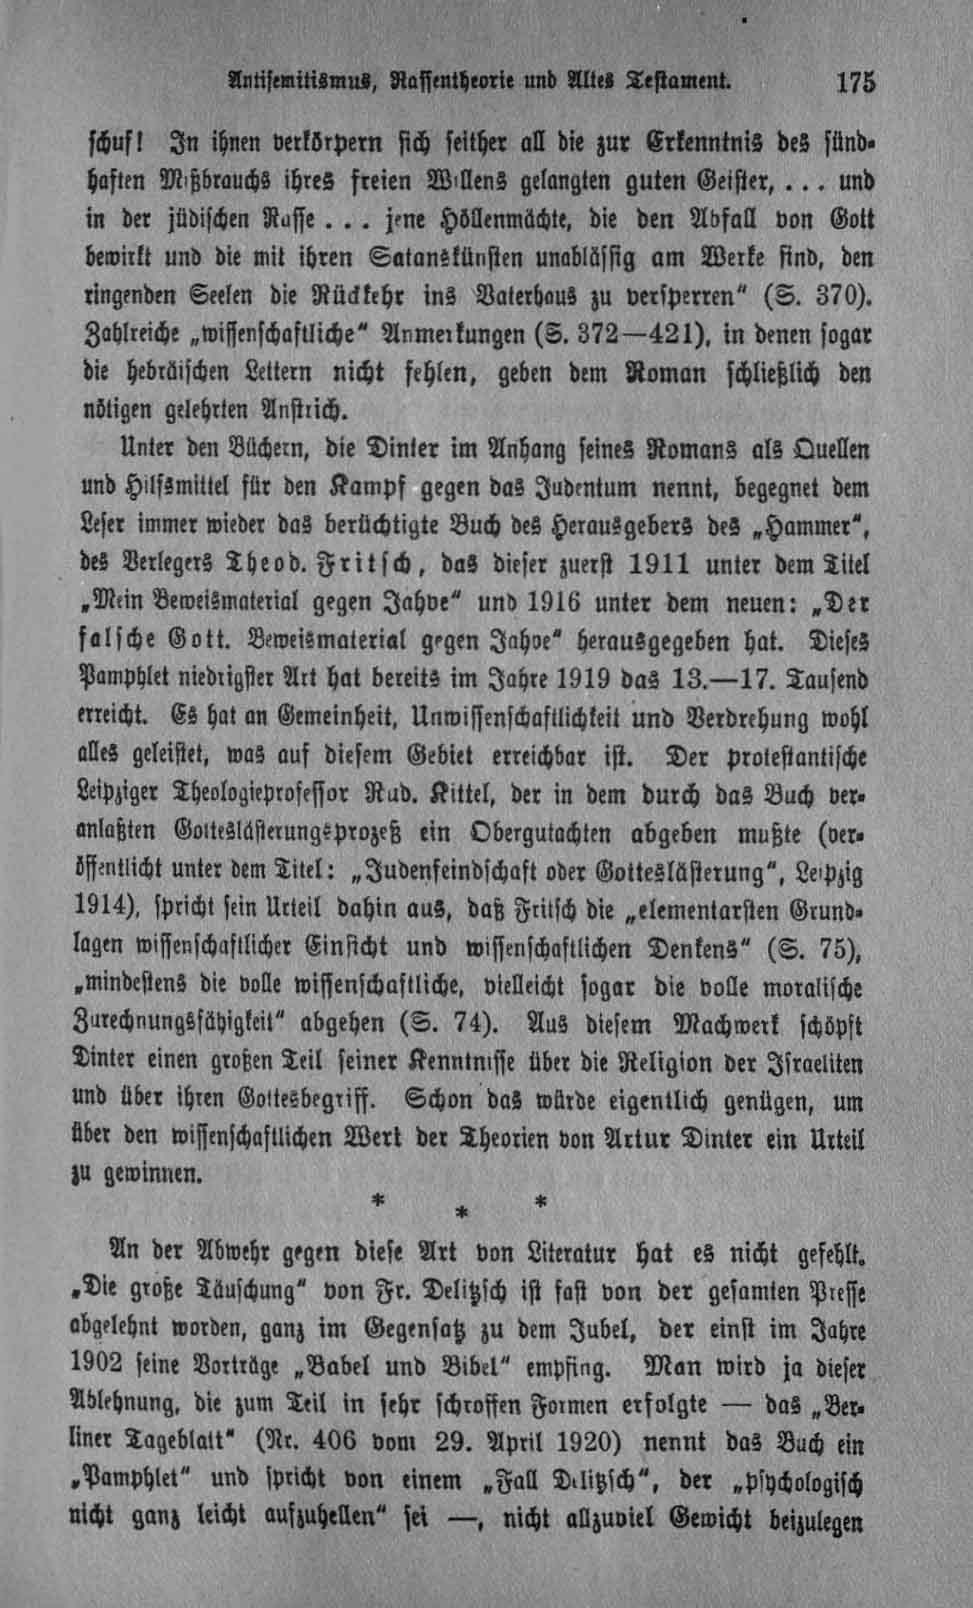 Antisemitismus, Rassentheorie und Altes Testament. 175
schuf! In ihnen verkörpern sich seither all die zur Erkenntnis des sünd-
haften Mißbrauchs ihres freien Willens gelangten guten Geister, . . . und
in der jüdischen Rasse . . . jene Höllenmächte, die den Abfall von Gott
bewirkt und die mit ihren Satanskünsten unablässig am Werke sind, den
ringenden Seelen die Rückkehr ins Vaterhaus zu versperren“ (S. 370).
Zahlreiche „wissenschaftliche“ Anmerkungen (S. 372—421), in denen sogar
die hebräischen Lettern nicht fehlen, geben dem Roman schließlich den
nötigen gelehrten Anstrich.
Unter den Büchern, die Dinter im Anhang seines Romans als Quellen
und Hilfsmittel für den Kampf gegen das Judentum nennt, begegnet dem
Leser immer wieder das berüchtigte Buch des Herausgebers des „Hammer“,
des Verlegers Theod. Fritsch, das dieser zuerst 1911 unter dem Titel
„Mein Beweismaterial gegen Jahve“ und 1916 unter dem neuen: „Der
falsche Gott. Beweismaterial gegen Jahve“ herausgegeben hat. Dieses
Pamphlet niedrigster Art hat bereits im Jahre 1919 das 13.—17. Tausend
erreicht. Es hat an Gemeinheit, Unwissenschaftlichkeit und Verdrehung wohl
alles geleistet, was auf diesem Gebiet erreichbar ist. Der protestantische
Leipziger Theologieprofessor Rud. Kittel, der in dem durch das Buch ver-
anlaßten Gotteslästerungsprozeß ein Obergutachten abgeben mußte (ver-
öffentlicht unter dem Titel: „Judenfeindschaft oder Gotteslästerung“, Leipzig
1914), spricht sein Urteil dahin aus, daß Fritsch die „elementarsten Grund-
lagen wissenschaftlicher Einsicht und wissenschaftlichen Denkens“ (S. 75),
„mindestens die volle wissenschaftliche, vielleicht sogar die volle moralische
Zurechnungsfähigkeit“ abgehen (S. 74). Aus diesem Machwerk schöpft
Dinter einen großen Teil seiner Kenntnisse über die Religion der Israeliten
und über ihren Gottesbegriff. Schon das würde eigentlich genügen, um
über den wissenschaftlichen Wert der Theorien von Artur Dinter ein Urteil
zu gewinnen.
* * *
An der Abwehr gegen diese Art von Literatur hat es nicht gefehlt.
„Die große Täuschung“ von Fr. Delitzsch ist fast von der gesamten Presse
abgelehnt worden, ganz im Gegensatz zu dem Jubel, der einst im Jahre
1902 seine Vorträge „Babel und Bibel“ empfing. Man wird ja dieser
Ablehnung, die zum Teil in sehr schroffen Formen erfolgte — das „Ber-
liner Tageblatt“ (Nr. 406 vom 29. April 1920) nennt das Buch ein
„Pamphlet“ und spricht von einem „Fall Delitzsch“, der „psychologisch
nicht ganz leicht aufzuhellen“ sei —, nicht allzuviel Gewicht beizulegen